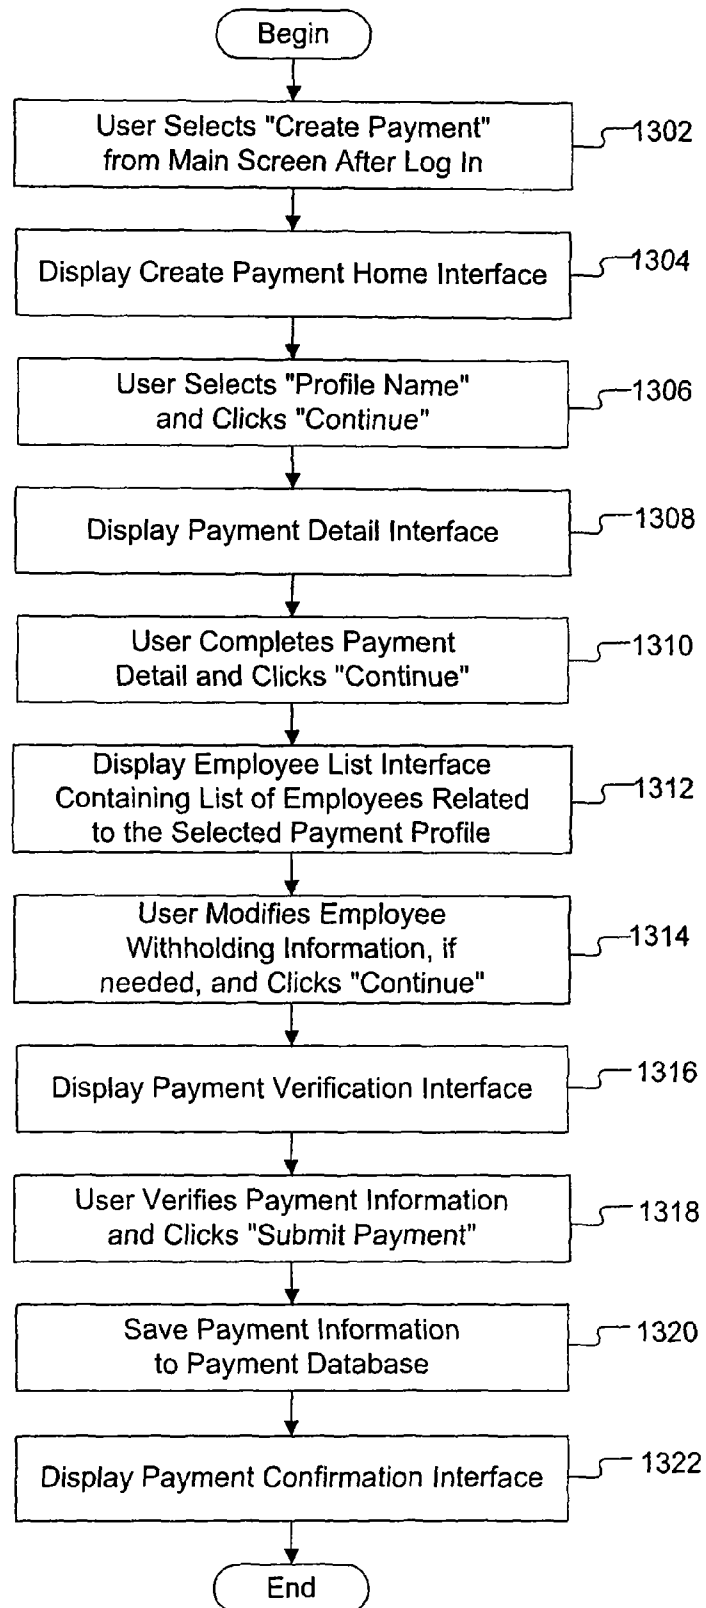 Begin
User Selects "Create Payment"
from Main Screen After Log In
1302
Display Create Payment Home Interface
1304
User Selects "Profile Name"
and Clicks "Continue"
1306
Display Payment Detail Interface
1308
User Completes Payment
Detail and Clicks "Continue"
1310
Display Employee List Interface
Containing List of Employees Related
to the Selected Payment Profile
1312
User Modifies Employee
Withholding Information, if
needed, and Clicks "Continue"
1314
Display Payment Verification Interface
1316
User Verifies Payment Information
and Clicks "Submit Payment"
1318
Save Payment Information
to Payment Database
1320
Display Payment Confirmation Interface
1322
End